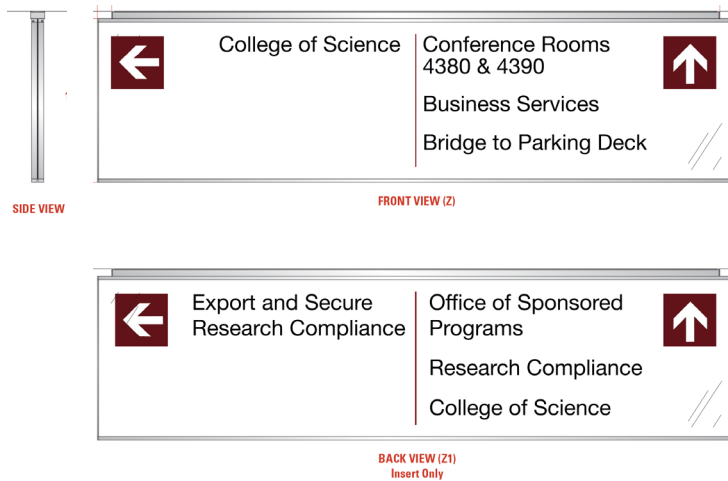 College of Science
Conference Rooms
4380 & 4390
Business Services
Bridge to Parking Deck
SIDE VIEW
FRONT VIEW (Z)
Export and Secure
Research Compliance
Office of Sponsored
Programs
Research Compliance
College of Science
BACK VIEW (Z1)
Insert Only